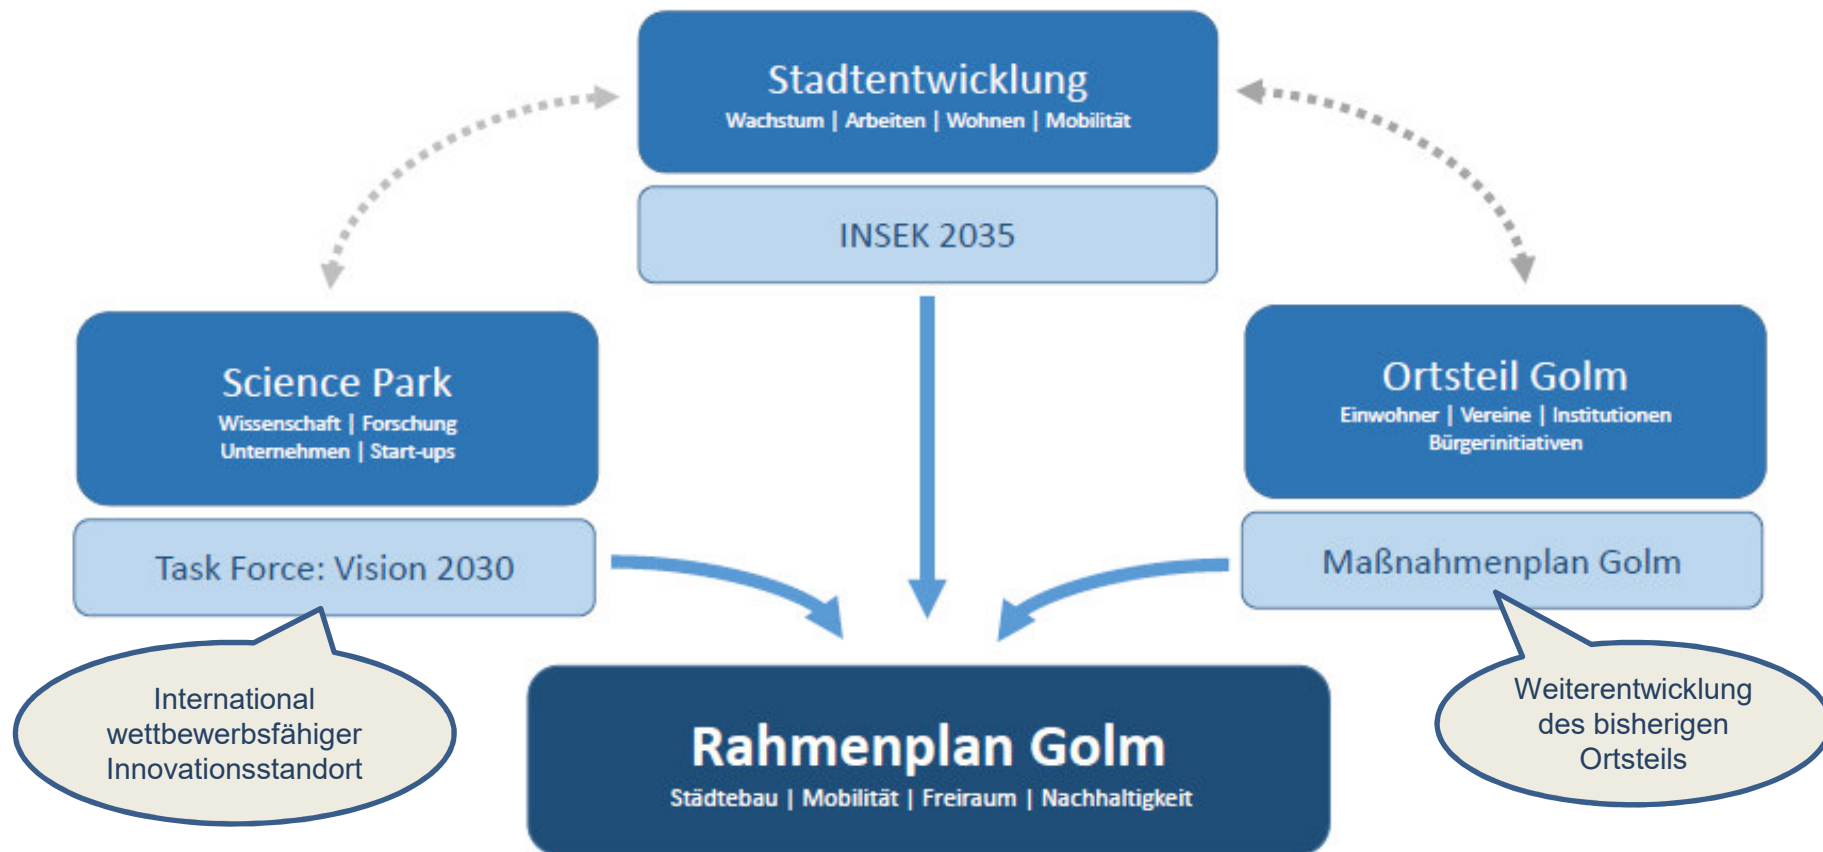 Stadtentwicklung
Wachstum | Arbeiten | Wohnen | Mobilität
INSEK 2035
Science Park
Wissenschaft | Forschung
Unternehmen | Start-ups
Task Force: Vision 2030
Ortsteil Golm
Einwohner | Vereine | Institutionen
Bürgerinitiativen
Maßnahmenplan Golm
International
wettbewerbsfähiger
Innovationsstandort
Weiterentwicklung
des bisherigen
Ortsteils
Rahmenplan Golm
Städtebau | Mobilität | Freiraum | Nachhaltigkeit